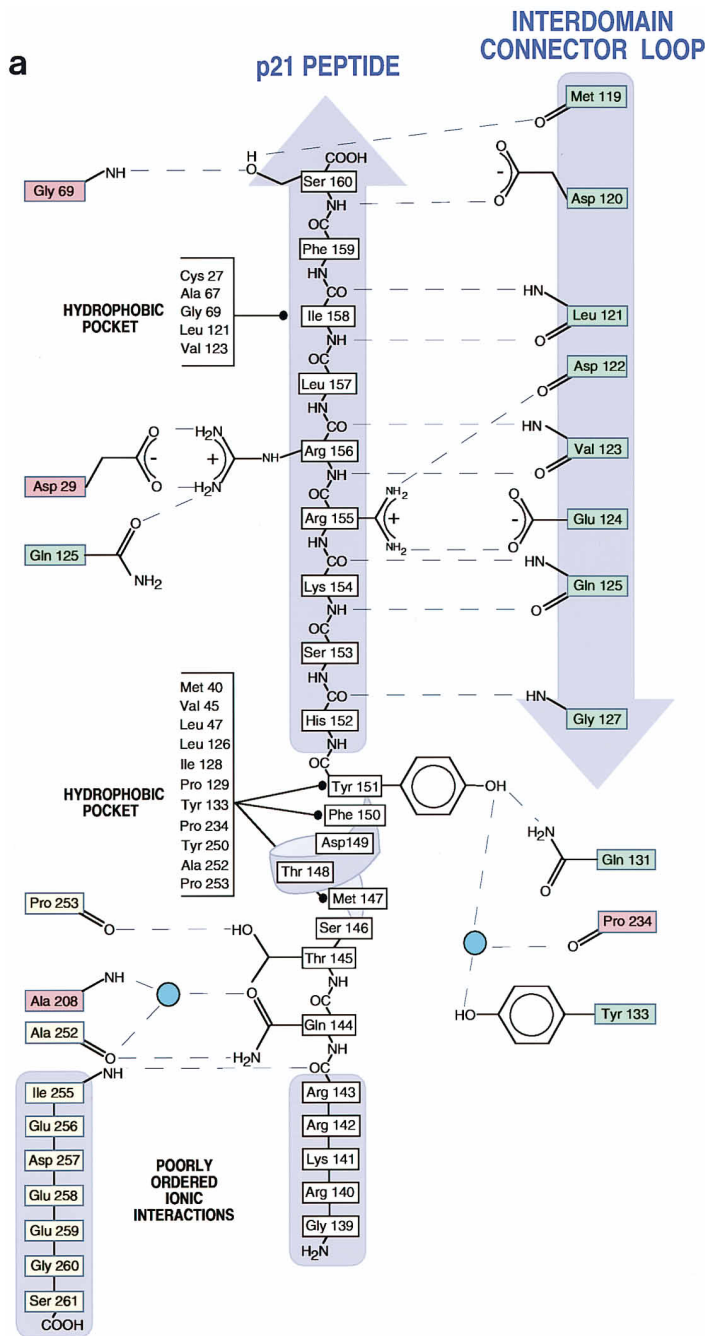 a
p21 PEPTIDE
INTERDOMAIN
CONNECTOR LOOP
Met 119
O
H
O
COOH
NH
Gly 69
Ser 160
O
-
O
Asp 120
NH
OC
Phe 159
HN
CO
HN
Cys 27
Ala 67
Gly 69
Leu 121
Val 123
HYDROPHOBIC
POCKET
Ile 158
Leu 121
NH
O
OC
Asp 122
Leu 157
O
HN
CO
HN
O
-
O
H2N
+
H2N
NH
Arg 156
Val 123
Asp 29
NH
O
OC
NH2
O
Arg 155
+
-
Glu 124
Gln 125
HN
NH2
O
NH2
CO
HN
Lys 154
Gln 125
NH
O
OC
Ser 153
HN
CO
HN
Met 40
Val 45
Leu 47
Leu 126
Ile 128
Pro 129
Tyr 133
Pro 234
Tyr 250
Ala 252
Pro 253
HYDROPHOBIC
POCKET
His 152
Gly 127
NH
OC
Tyr 151
OH
Phe 150
H2N
Asp149
Gln 131
Thr 148
O
Met 147
Pro 253
Pro 234
Ser 146
O
HO
O
Thr 145
NH
NH
Ala 208
O
O
OC
HO
Tyr 133
Ala 252
Gln 144
O
H2N
NH
NH
OC
Ile 255
Arg 143
Glu 256
Arg 142
Asp 257
Lys 141
Glu 258
Arg 140
Glu 259
Gly 139
Gly 260
H2N
Ser 261
COOH
POORLY
ORDERED
IONIC
INTERACTIONS